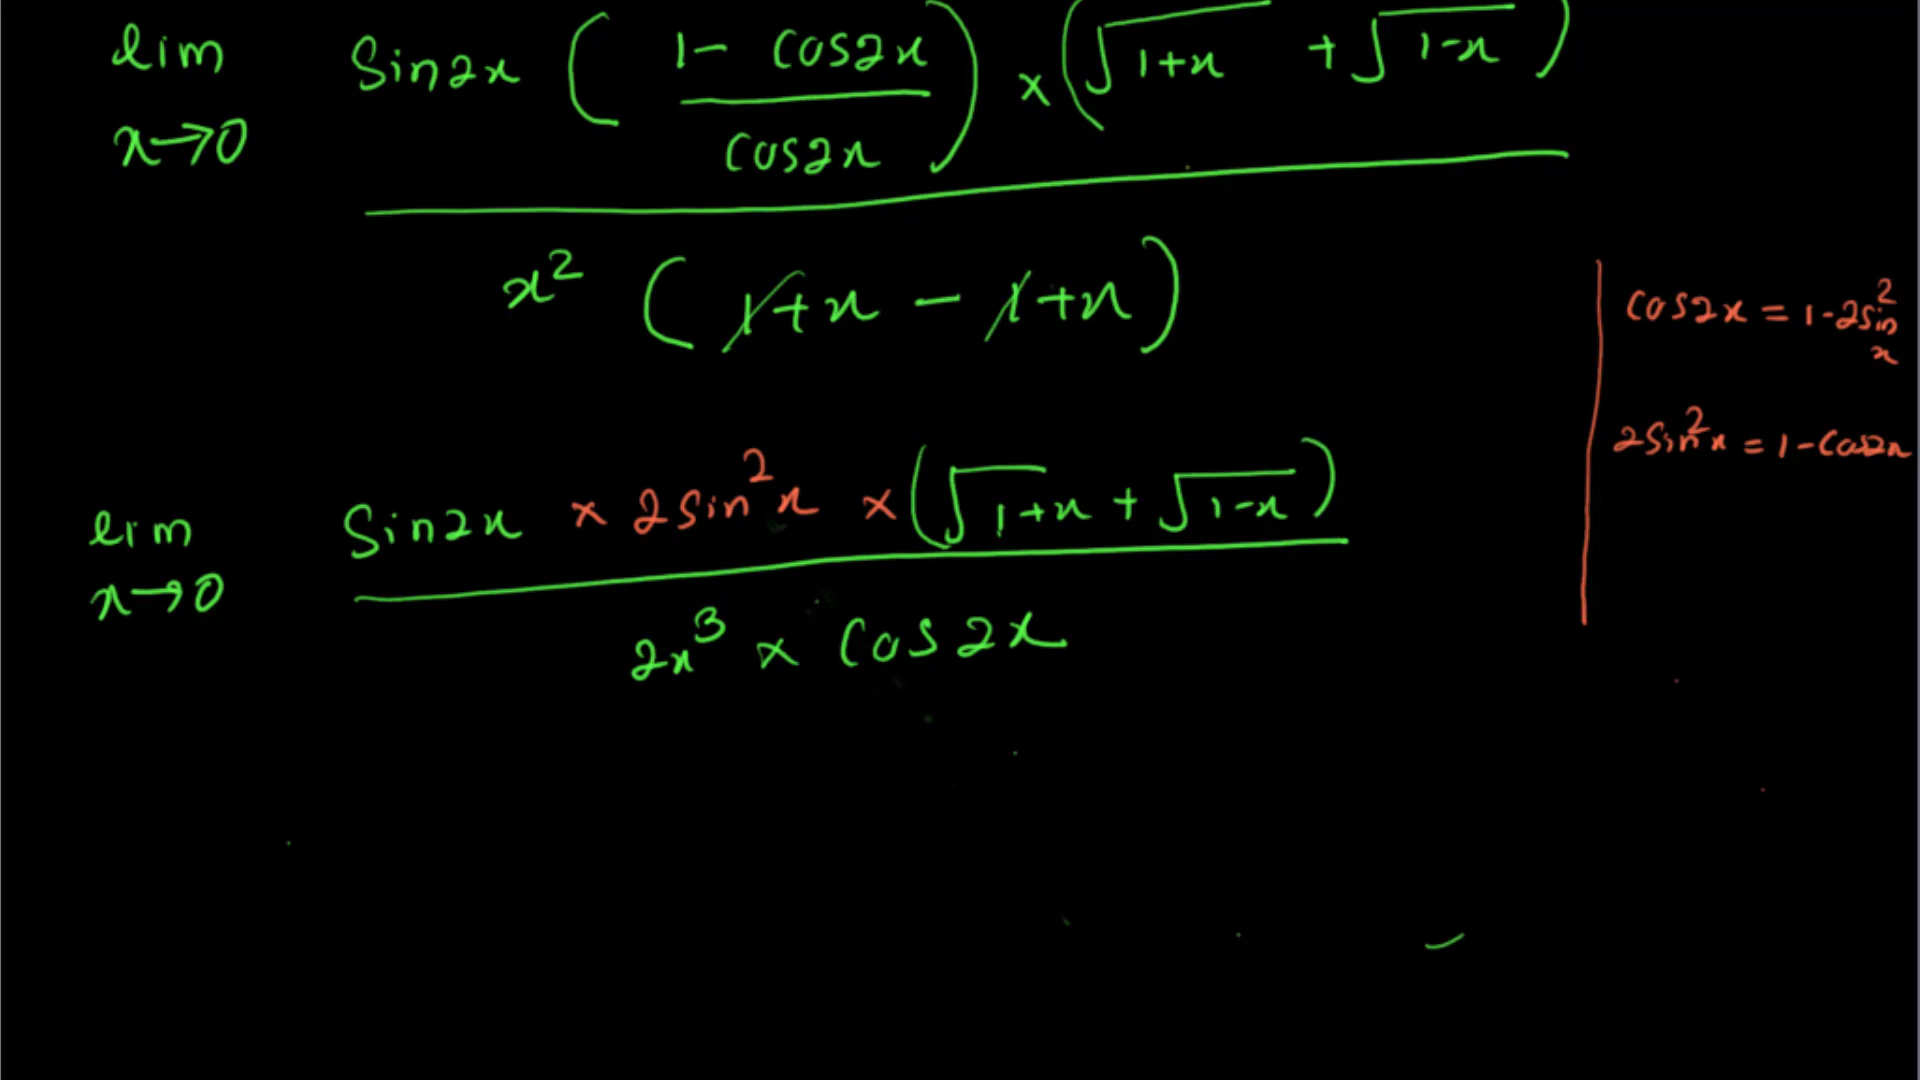 lim x→0 Sin2x ( (1 - cos2x) / cos2x ) × ( √(1+x) + √(1-x) )
x² ( 1+x - 1+x )
cos2x = 1-2sin²x
2sin²x = 1-cos2x
lim x→0 Sin2x × 2sin²x × ( √(1+x) + √(1-x) )
2x³ × cos2x